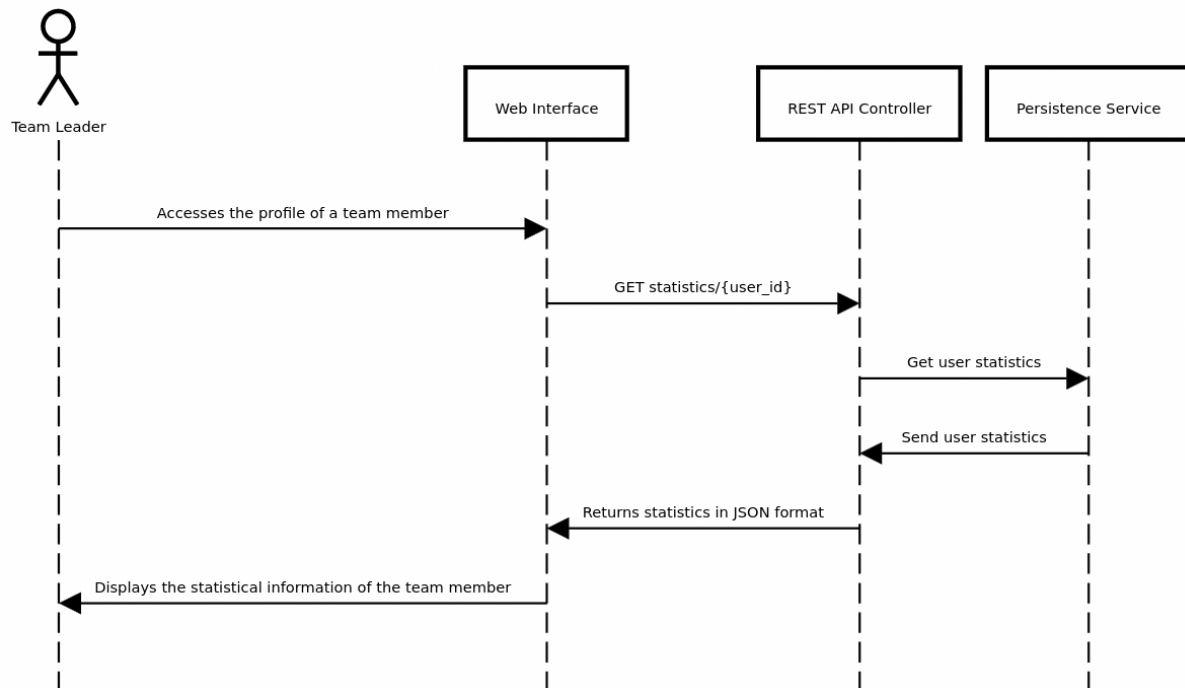 Team Leader
Web Interface
REST API Controller
Persistence Service
Accesses the profile of a team member
GET statistics/{user_id}
Get user statistics
Send user statistics
Returns statistics in JSON format
Displays the statistical information of the team member